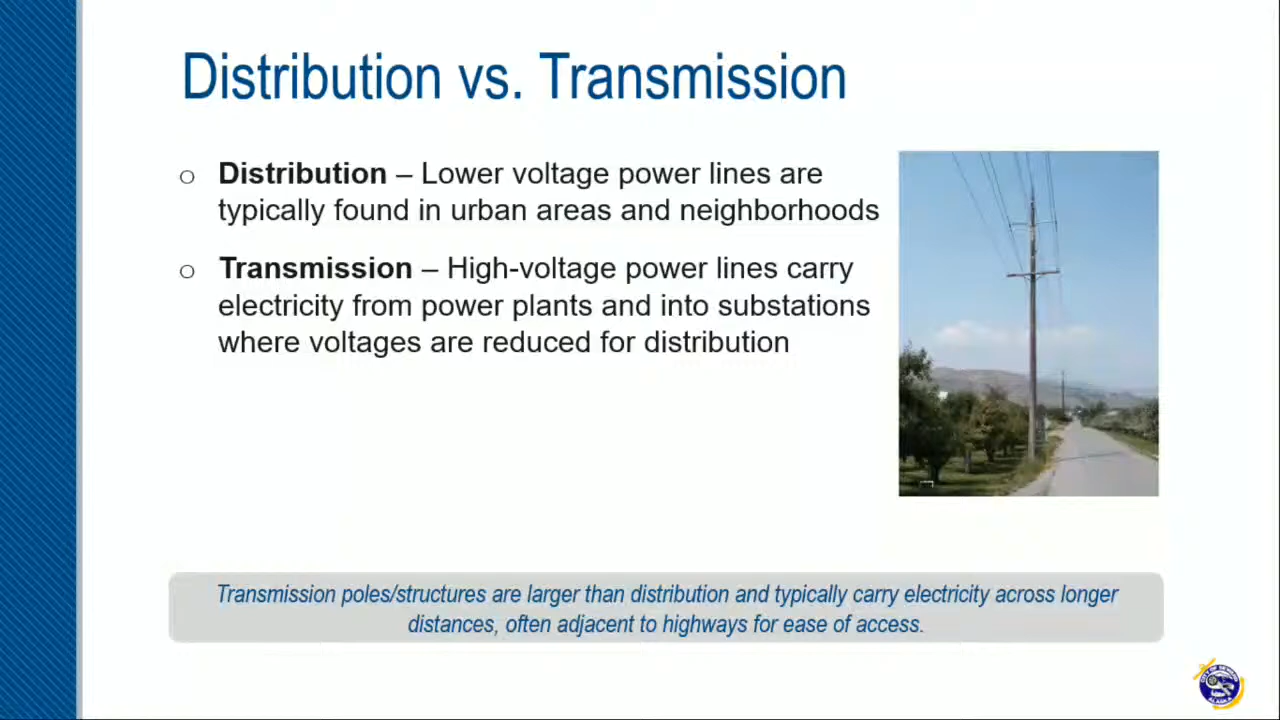 Distribution vs. Transmission
○ Distribution – Lower voltage power lines are
typically found in urban areas and neighborhoods
○ Transmission – High-voltage power lines carry
electricity from power plants and into substations
where voltages are reduced for distribution
Transmission poles/structures are larger than distribution and typically carry electricity across longer
distances, often adjacent to highways for ease of access.
ALASKA